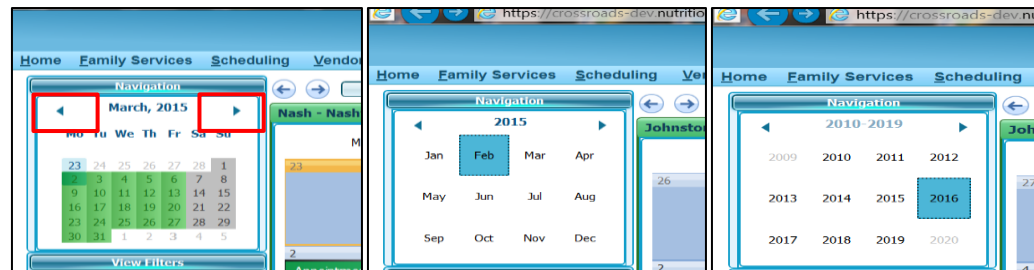 Home Family Services Scheduling Vendo
Navigation
March, 2015
Nash - Nash
Mo Tu We Th Fr Sa Su
M
23 24 25 26 27 28 1
23
2 3 4 5 6 7 8
9 10 11 12 13 14 15
16 17 18 19 20 21 22
23 24 25 26 27 28 29
30 31 1 2 3 4 5
2
View Filters
https://crossroads-dev.nutritio
Home Family Services Scheduling Ve
Navigation
2015
Johnsto
Jan Feb Mar Apr
26
May Jun Jul Aug
Sep Oct Nov Dec
2
https://crossroads-dev.nu
Home Family Services Scheduling
Navigation
2010-2019
Joh
2009 2010 2011 2012
27
2013 2014 2015 2016
2017 2018 2019 2020